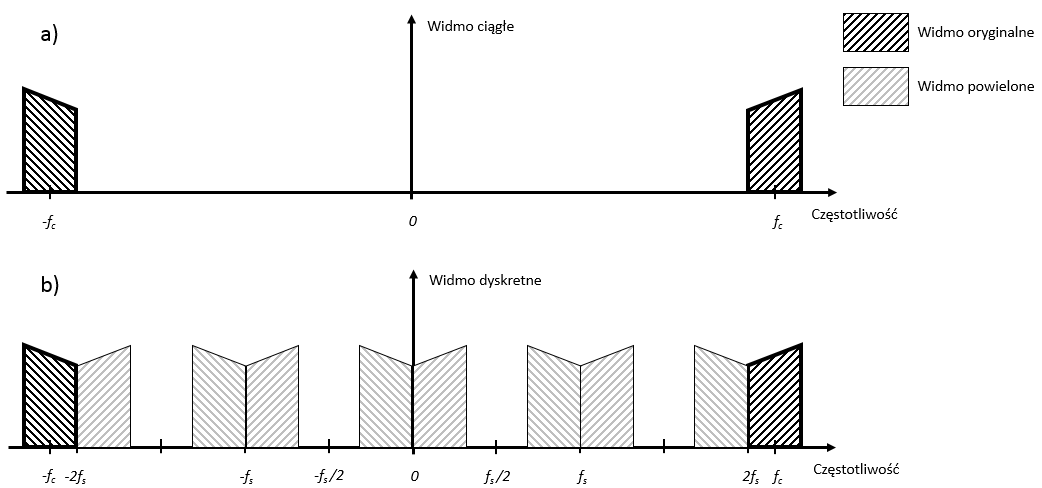 a)
Widmo ciągłe
Widmo oryginalne
Widmo powielone
-fc
0
fc
Częstotliwość
b)
Widmo dyskretne
-fc -2fs -fs -fs/2 0 fs/2 fs 2fs fc
Częstotliwość